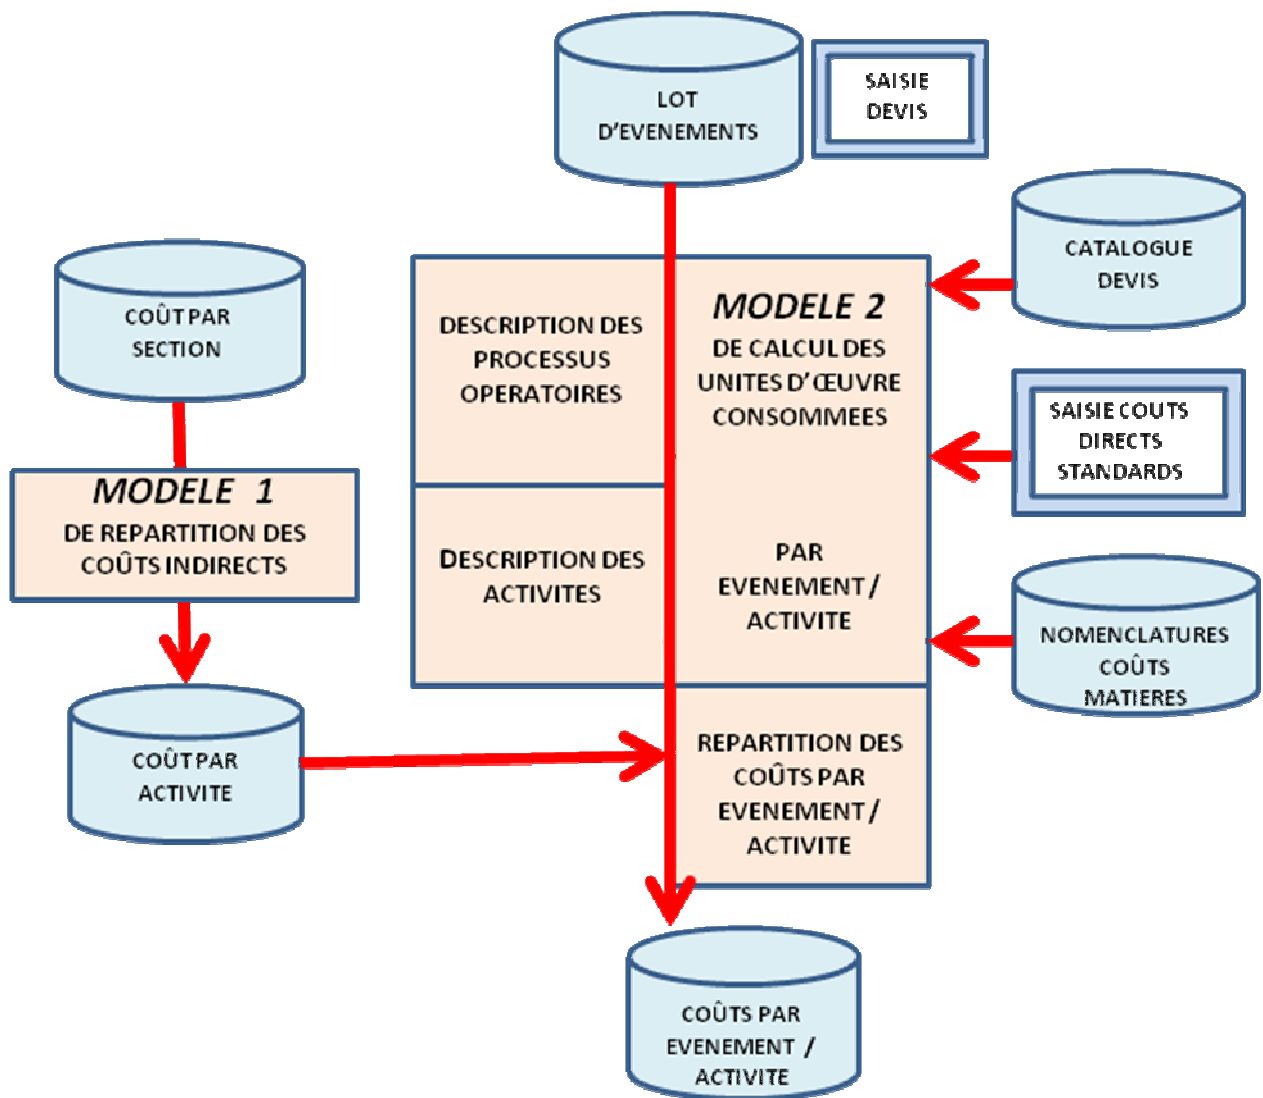 LOT
D'EVENEMENTS
SAISIE
DEVIS
CATALOGUE
DEVIS
COÛT PAR
SECTION
DESCRIPTION DES
PROCESSUS
OPERATOIRES
MODELE 2
DE CALCUL DES
UNITES D'ŒUVRE
CONSOMMEES
SAISIE COUTS
DIRECTS
STANDARDS
MODELE 1
DE REPARTITION DES
COÛTS INDIRECTS
DESCRIPTION DES
ACTIVITES
PAR
EVENEMENT /
ACTIVITE
NOMENCLATURES
COÛTS
MATIERES
COÛT PAR
ACTIVITE
REPARTITION DES
COÛTS PAR
EVENEMENT /
ACTIVITE
COÛTS PAR
EVENEMENT /
ACTIVITE